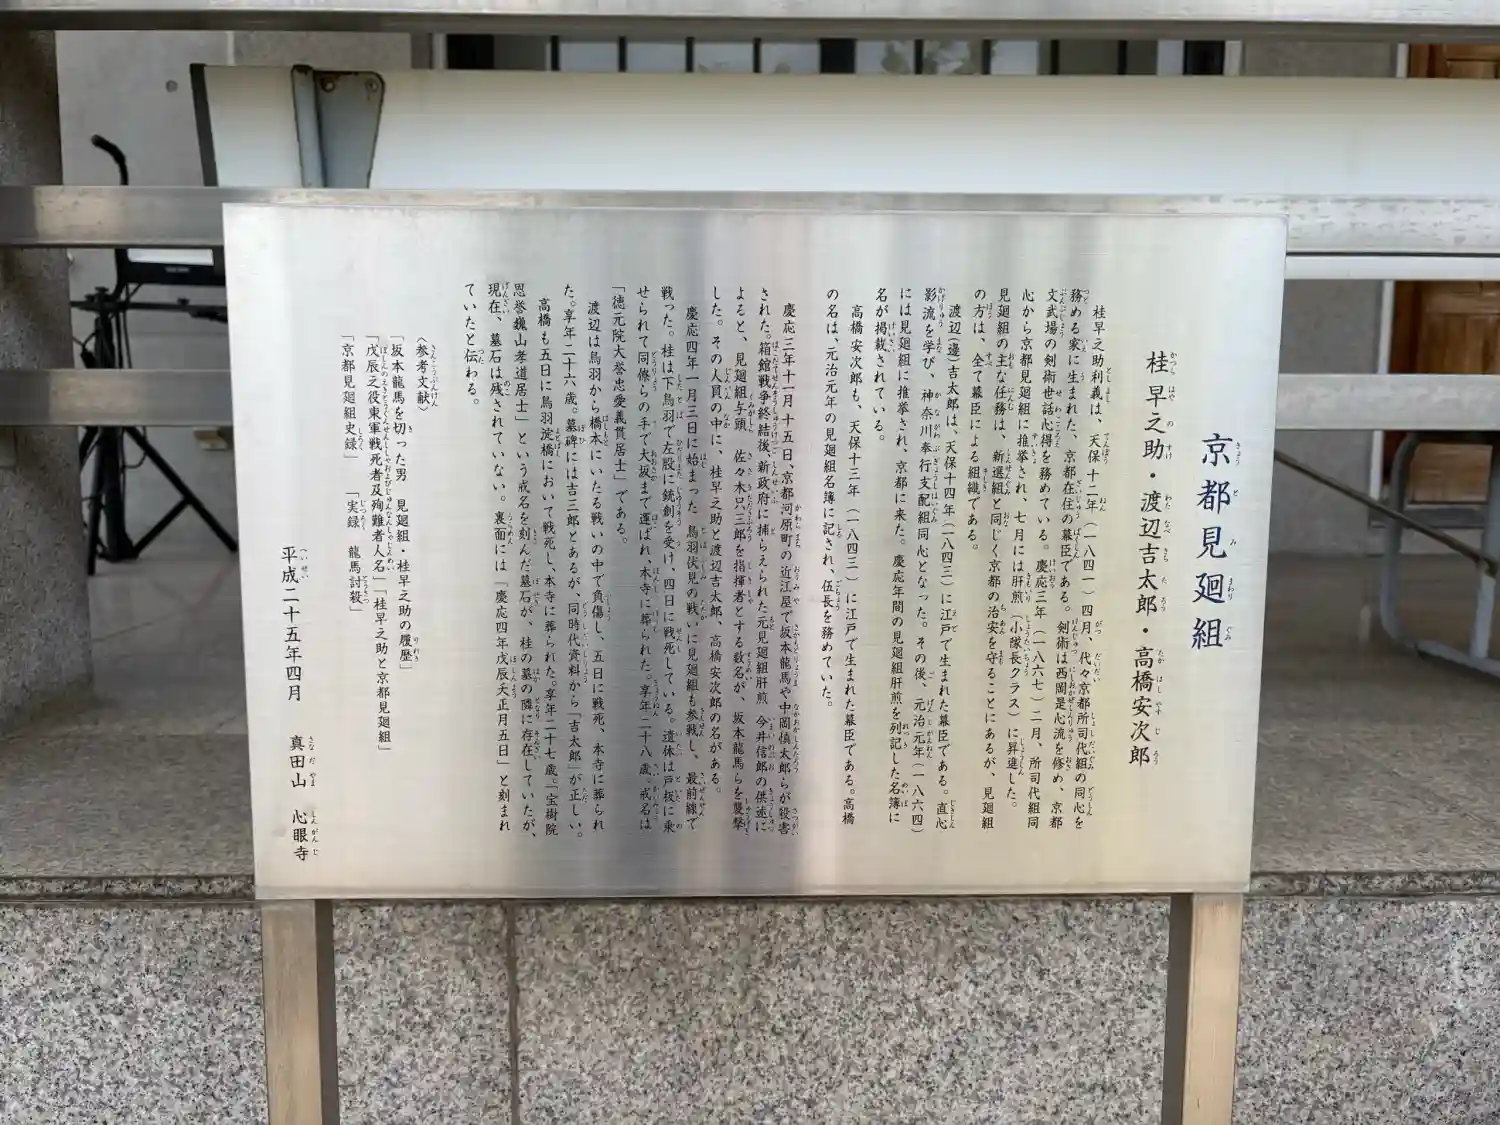 京都見廻組
桂早之助・渡辺吉太郎・高橋安次郎
桂早之助利義は、天保十二年（一八四一）四月、代々京都所司代組の同心を
務める家に生まれた、京都在住の幕臣である。剣術は西岡是心流を修め、京都
文武場の剣術世話心得を務めている。慶応三年（一八六七）二月、所司代組同
心から京都見廻組に推挙され、七月には肝煎（小隊長クラス）に昇進した。
見廻組の主な任務は、新選組と同じく京都の治安を守ることにあるが、見廻組
の方は、全て幕臣による組織である。
渡辺(邊)吉太郎は、天保十四年（一八四三）に江戸で生まれた幕臣である。直心
影流を学び、神奈川奉行支配組同心となった。その後、元治元年（一八六四）
には見廻組に推挙され、京都に来た。慶応年間の見廻組肝煎を列記した名簿に
名が掲載されている。
高橋安次郎も、天保十三年（一八四三）に江戸で生まれた幕臣である。高橋
の名は、元治元年の見廻組名簿に記され、伍長を務めていた。
慶応三年十一月十五日、京都河原町の近江屋で坂本龍馬や中岡慎太郎らが殺害
された。箱館戦争終結後、新政府に捕らえられた元見廻組肝煎 今井信郎の供述に
よると、見廻組与頭 佐々木只三郎を指揮者とする数名が、坂本龍馬らを襲撃
した。その人員の中に、桂早之助と渡辺吉太郎、高橋安次郎の名がある。
慶応四年一月三日に始まった 鳥羽伏見の戦いに見廻組も参戦し、最前線で
戦った。桂は下鳥羽で左股に銃創を受け、四日に戦死している。遺体は戸板に乗
せられて同僚らの手で大坂まで運ばれ、本寺に葬られた。享年二十八歳。戒名は
「徳元院大誉忠愛義貫居士」である。
渡辺は鳥羽から橋本にいたる戦いの中で負傷し、五日に戦死、本寺に葬られ
た。享年二十六歳。墓碑には吉三郎とあるが、同時代資料から「吉太郎」が正しい。
高橋も五日に鳥羽淀橋において戦死し、本寺に葬られた。享年二十七歳。「宝樹院
思誉巍山孝道居士」という戒名を刻んだ墓石が、桂の墓の隣に存在していたが、
現在、墓石は残されていない。裏面には「慶応四年戊辰天正月五日」と刻まれ
ていたと伝わる。
〈参考文献〉
「坂本龍馬を切った男 見廻組・桂早之助の履歴」
「戊辰之役東軍戦死者及殉難者人名」「桂早之助と京都見廻組」
「京都見廻組史録」 「実録 龍馬討殺」
平成二十五年四月 真田山 心眼寺